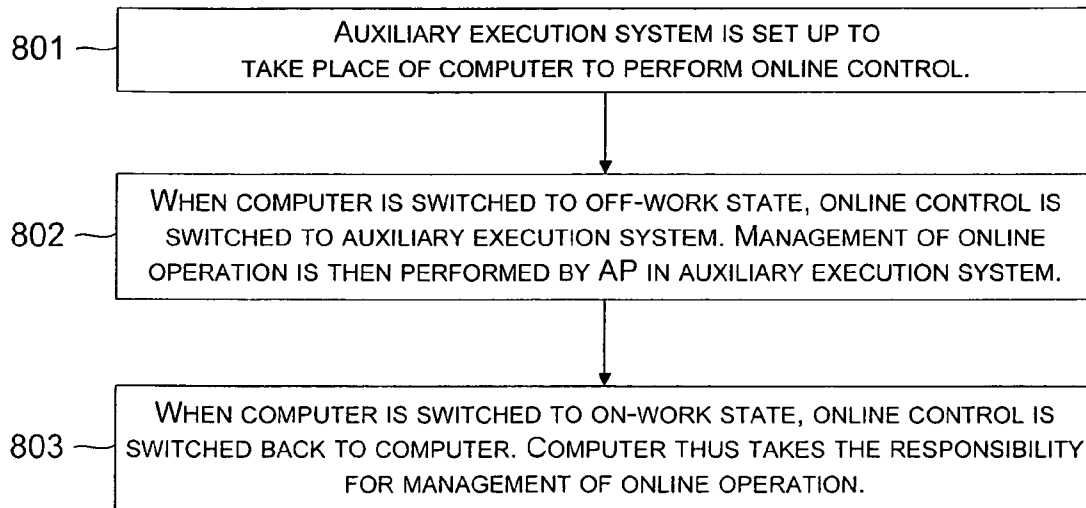 801
AUXILIARY EXECUTION SYSTEM IS SET UP TO
TAKE PLACE OF COMPUTER TO PERFORM ONLINE CONTROL.
802
WHEN COMPUTER IS SWITCHED TO OFF-WORK STATE, ONLINE CONTROL IS
SWITCHED TO AUXILIARY EXECUTION SYSTEM. MANAGEMENT OF ONLINE
OPERATION IS THEN PERFORMED BY AP IN AUXILIARY EXECUTION SYSTEM.
803
WHEN COMPUTER IS SWITCHED TO ON-WORK STATE, ONLINE CONTROL IS
SWITCHED BACK TO COMPUTER. COMPUTER THUS TAKES THE RESPONSIBILITY
FOR MANAGEMENT OF ONLINE OPERATION.